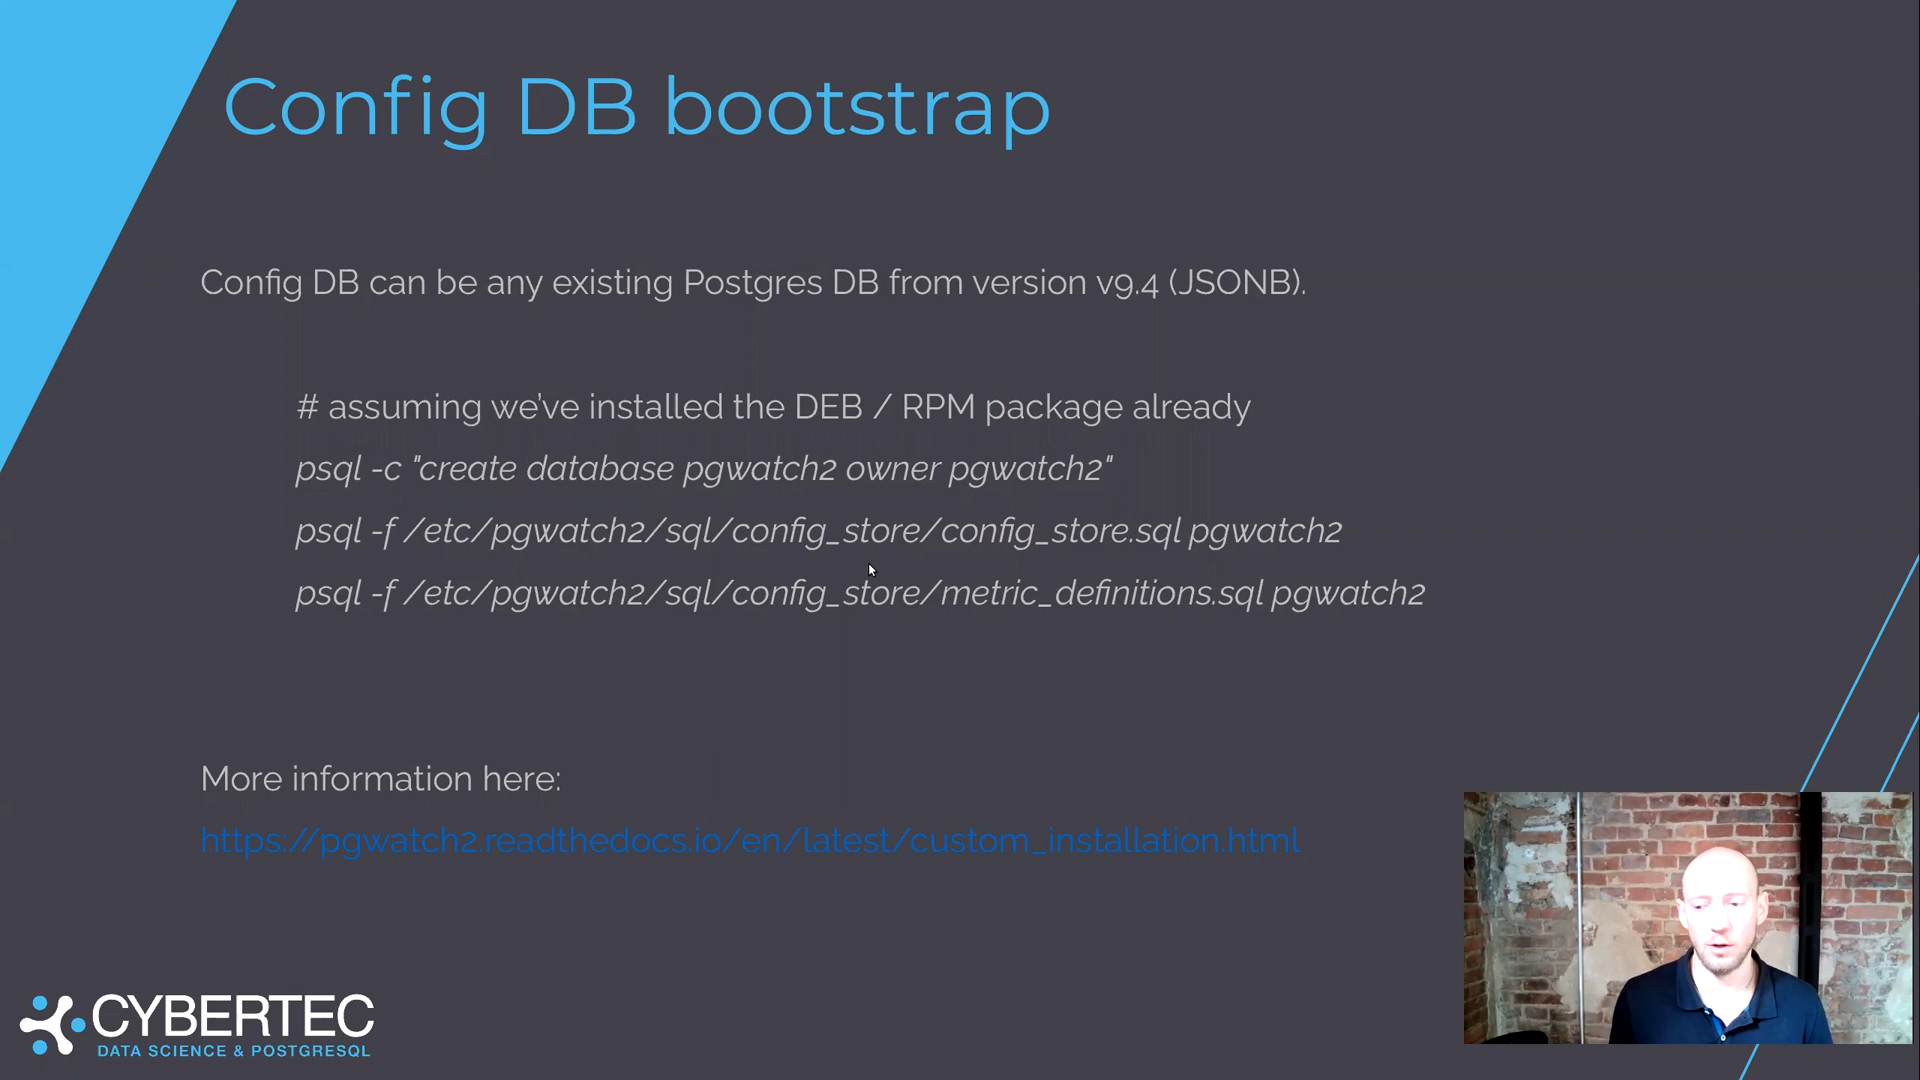 Config DB bootstrap
Config DB can be any existing Postgres DB from version v9.4 (JSONB).
# assuming we’ve installed the DEB / RPM package already
psql -c "create database pgwatch2 owner pgwatch2"
psql -f /etc/pgwatch2/sql/config_store/config_store.sql pgwatch2
psql -f /etc/pgwatch2/sql/config_store/metric_definitions.sql pgwatch2
More information here:
https://pgwatch2.readthedocs.io/en/latest/custom_installation.html
CYBERTEC
DATA SCIENCE & POSTGRESQL